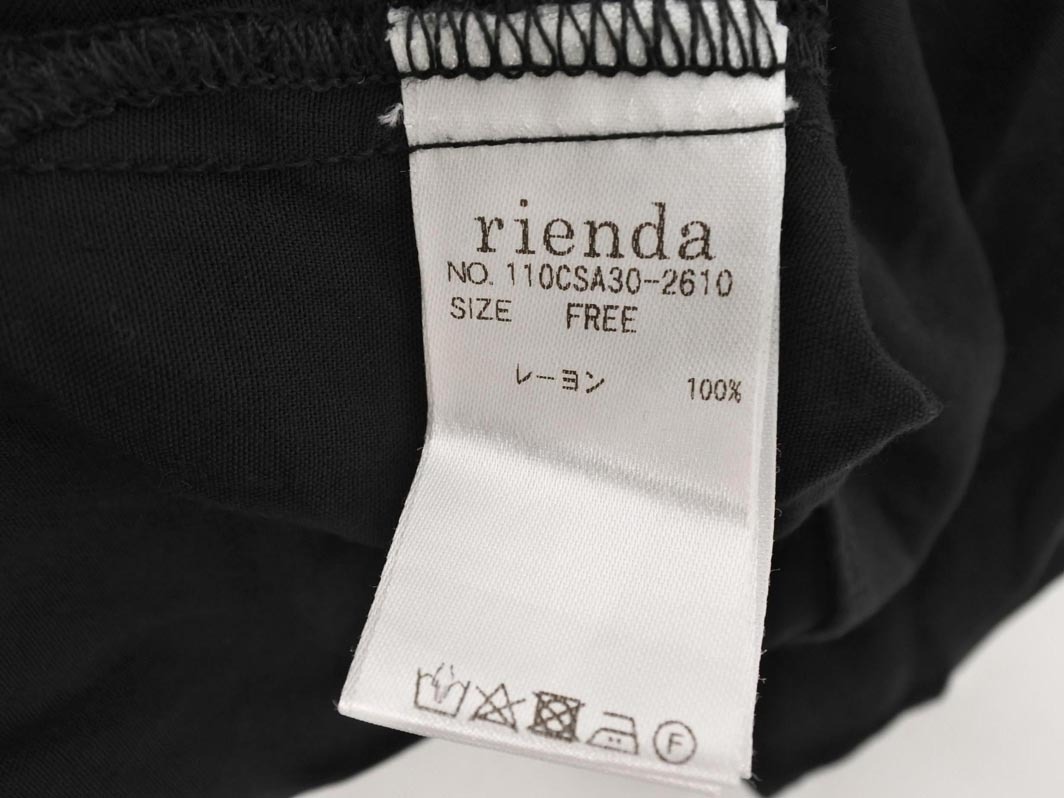 rienda
NO. 110CSA30-2610
SIZE FREE
レーヨン 100%
F